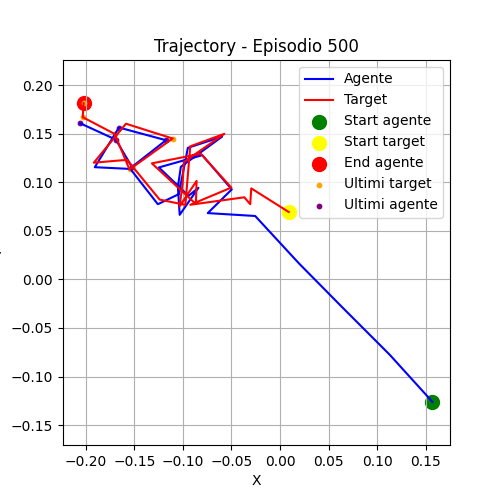 Trajectory - Episodio 500
Agente
Target
Start agente
Start target
End agente
Ultimi target
Ultimi agente
0.20
0.15
0.10
0.05
0.00
−0.05
−0.10
−0.15
−0.20
−0.15
−0.10
−0.05
0.00
0.05
0.10
0.15
X